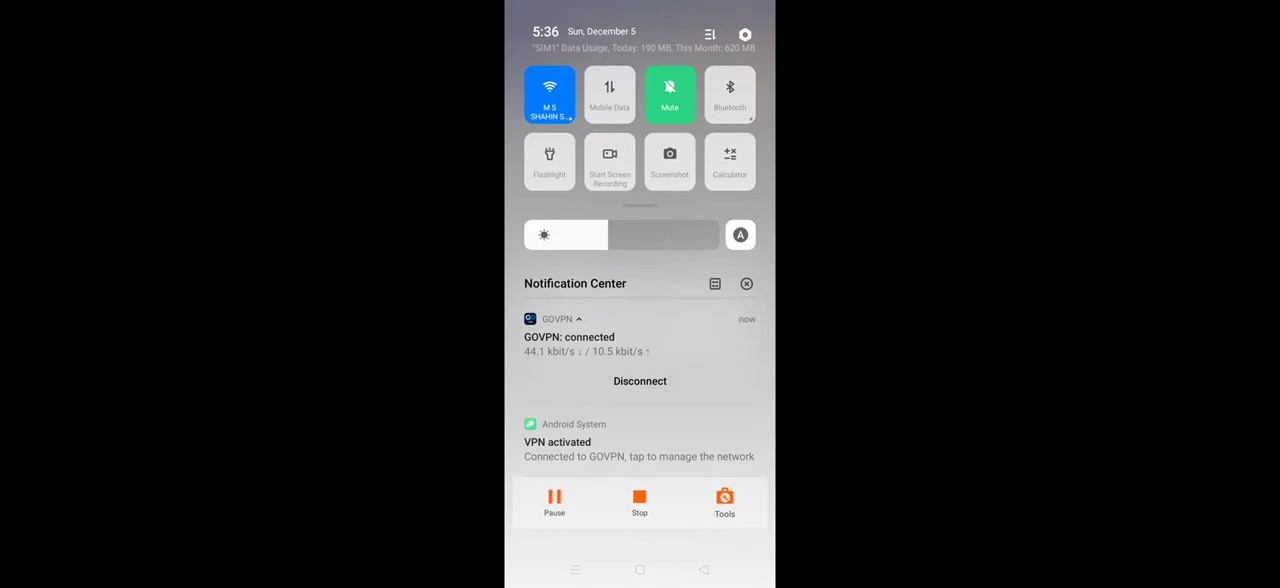 5:36 Sun, December 5
"SIM1" Data Usage, Today: 190 MB, This Month: 620 MB
M S
SHAHIN S...
Mobile Data
Mute
Bluetooth
Flashlight
Start Screen
Recording
Screenshot
Calculator
A
Notification Center
GOVPN
now
GOVPN: connected
44.1 kbit/s ↓ / 10.5 kbit/s ↑
Disconnect
Android System
VPN activated
Connected to GOVPN, tap to manage the network
Pause
Stop
Tools